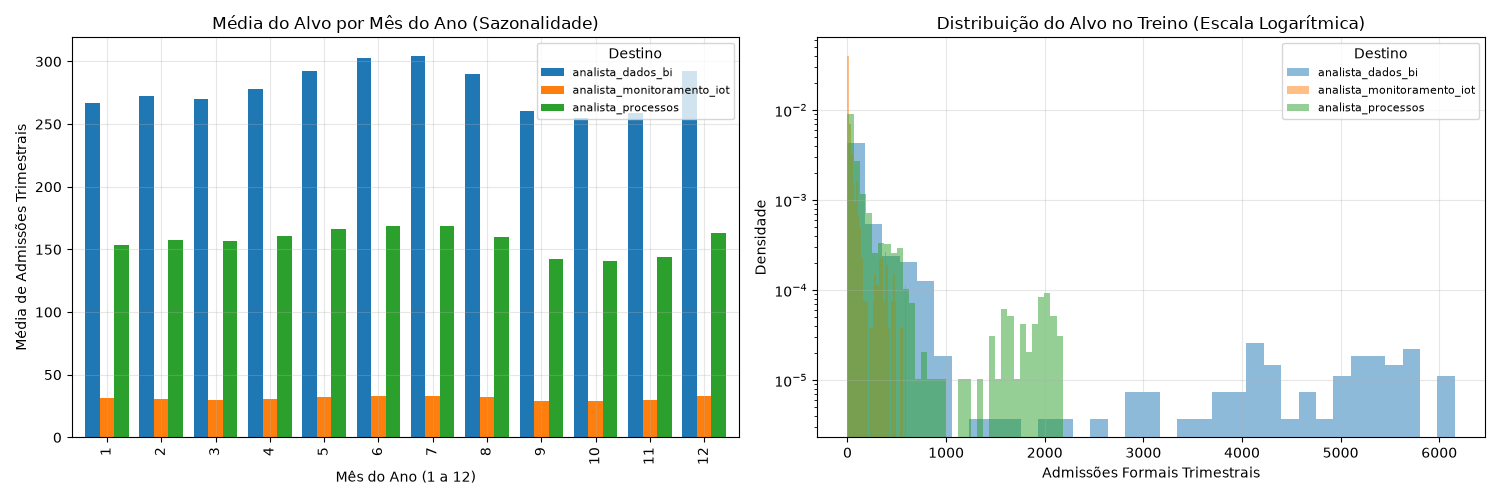 Média do Alvo por Mês do Ano (Sazonalidade)
Média de Admissões Trimestrais
300
250
200
150
100
50
0
Destino
analista_dados_bi
analista_monitoramento_iot
analista_processos
1 2 3 4 5 6 7 8 9 10 11 12
Mês do Ano (1 a 12)
Distribuição do Alvo no Treino (Escala Logarítmica)
Densidade
10⁻²
10⁻³
10⁻⁴
10⁻⁵
Destino
analista_dados_bi
analista_monitoramento_iot
analista_processos
0 1000 2000 3000 4000 5000 6000
Admissões Formais Trimestrais